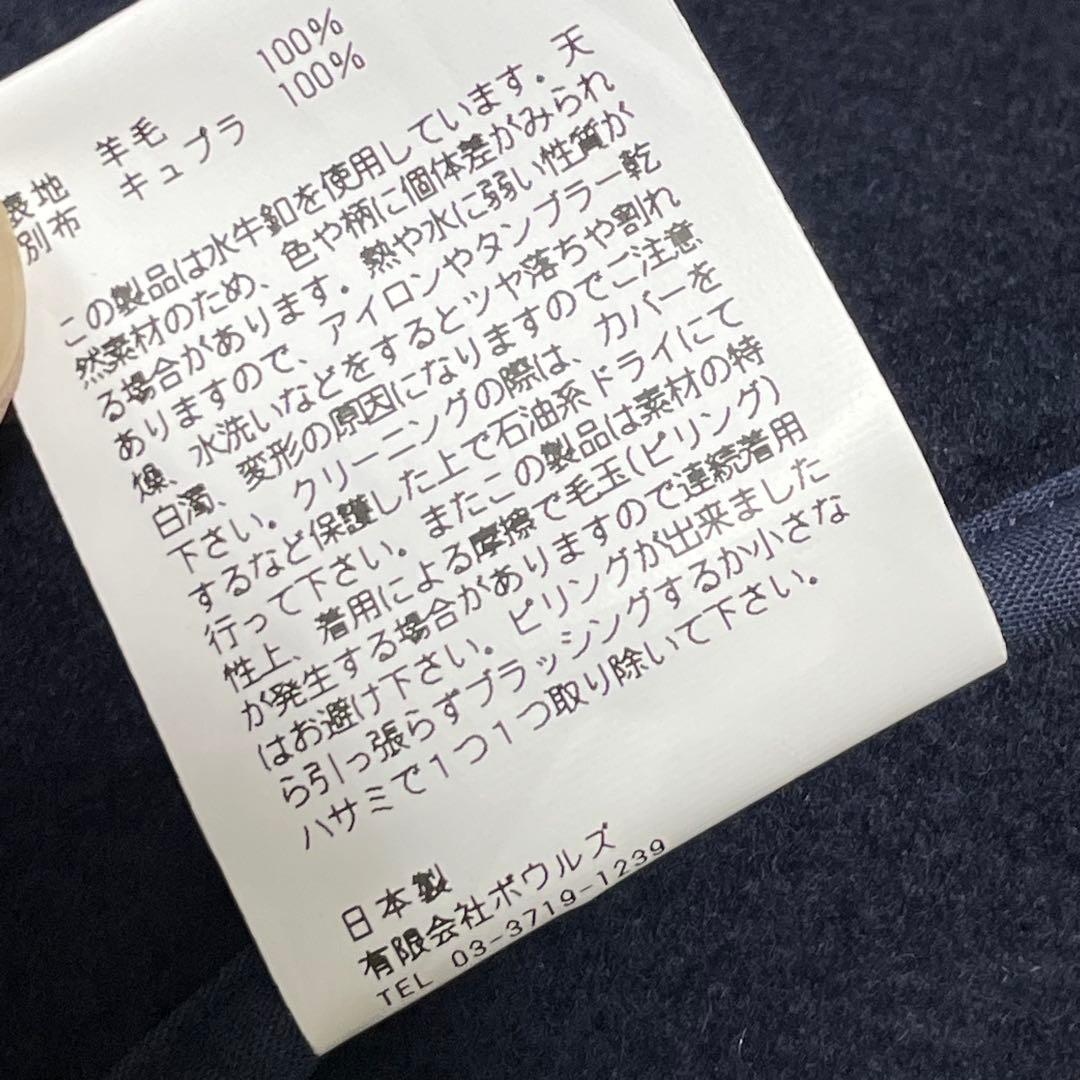 表地 羊毛 100%
別布 キュプラ 100%
この製品は水牛釦を使用しています．天
然素材のため、色や柄に個体差がみられ
る場合があります．熱や水に弱い性質が
ありますので、アイロンやタンブラー乾
燥、水洗いなどをするとツヤ落ちや割れ
白濁、変形の原因になりますのでご注意
下さい．クリーニングの際は、カバーを
するなど保護した上で石油系ドライにて
行って下さい．またこの製品は素材の特
性上、着用による摩擦で毛玉(ピリング)
が発生する場合がありますので連続着用
はお避け下さい．ピリングが出来ました
ら引っ張らずブラッシングするか小さな
ハサミで1つ1つ取り除いて下さい．
日本製
有限会社ボウルズ
TEL 03-3719-1239